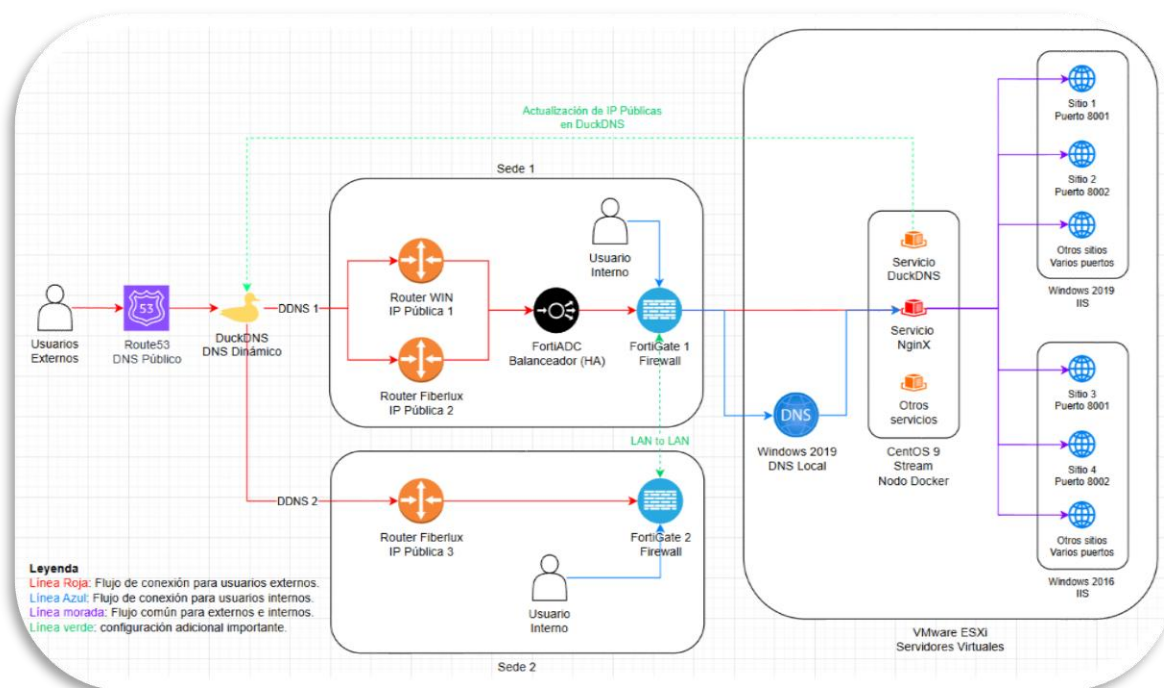 Actualización de IP Públicas
en DuckDNS
Sede 1
Usuario
Interno
Router WIN
IP Pública 1
DDNS 1
Usuarios
Externos
Route53
DNS Público
DuckDNS
DNS Dinámico
FortiADC
Balanceador (HA)
FortiGate 1
Firewall
Router Fiberlux
IP Pública 2
LAN to LAN
DDNS 2
Router Fiberlux
IP Pública 3
FortiGate 2
Firewall
Usuario
Interno
Sede 2
DNS
Windows 2019
DNS Local
Servicio
DuckDNS
Servicio
NginX
Otros
servicios
CentOS 9
Stream
Nodo Docker
Sitio 1
Puerto 8001
Sitio 2
Puerto 8002
Otros sitios
Varios puertos
Windows 2019
IIS
Sitio 3
Puerto 8001
Sitio 4
Puerto 8002
Otros sitios
Varios puertos
Windows 2016
IIS
VMware ESXi
Servidores Virtuales
Leyenda
Línea Roja: Flujo de conexión para usuarios externos.
Línea Azul: Flujo de conexión para usuarios internos.
Línea morada: Flujo común para externos e internos.
Línea verde: configuración adicional importante.
53